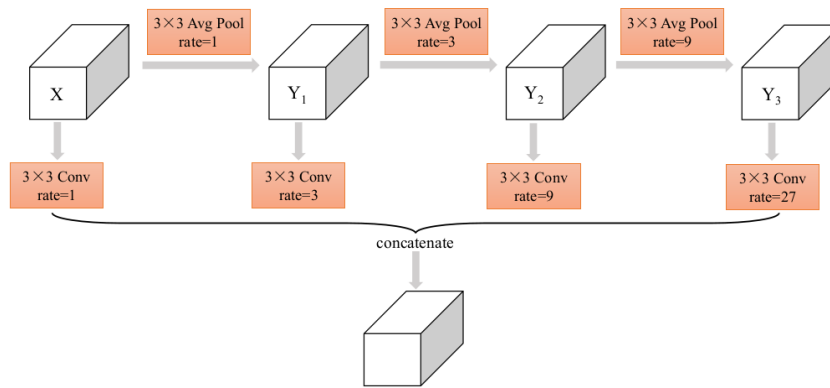 3×3 Avg Pool
rate=1
3×3 Avg Pool
rate=3
3×3 Avg Pool
rate=9
X
Y₁
Y₂
Y₃
3×3 Conv
rate=1
3×3 Conv
rate=3
3×3 Conv
rate=9
3×3 Conv
rate=27
concatenate